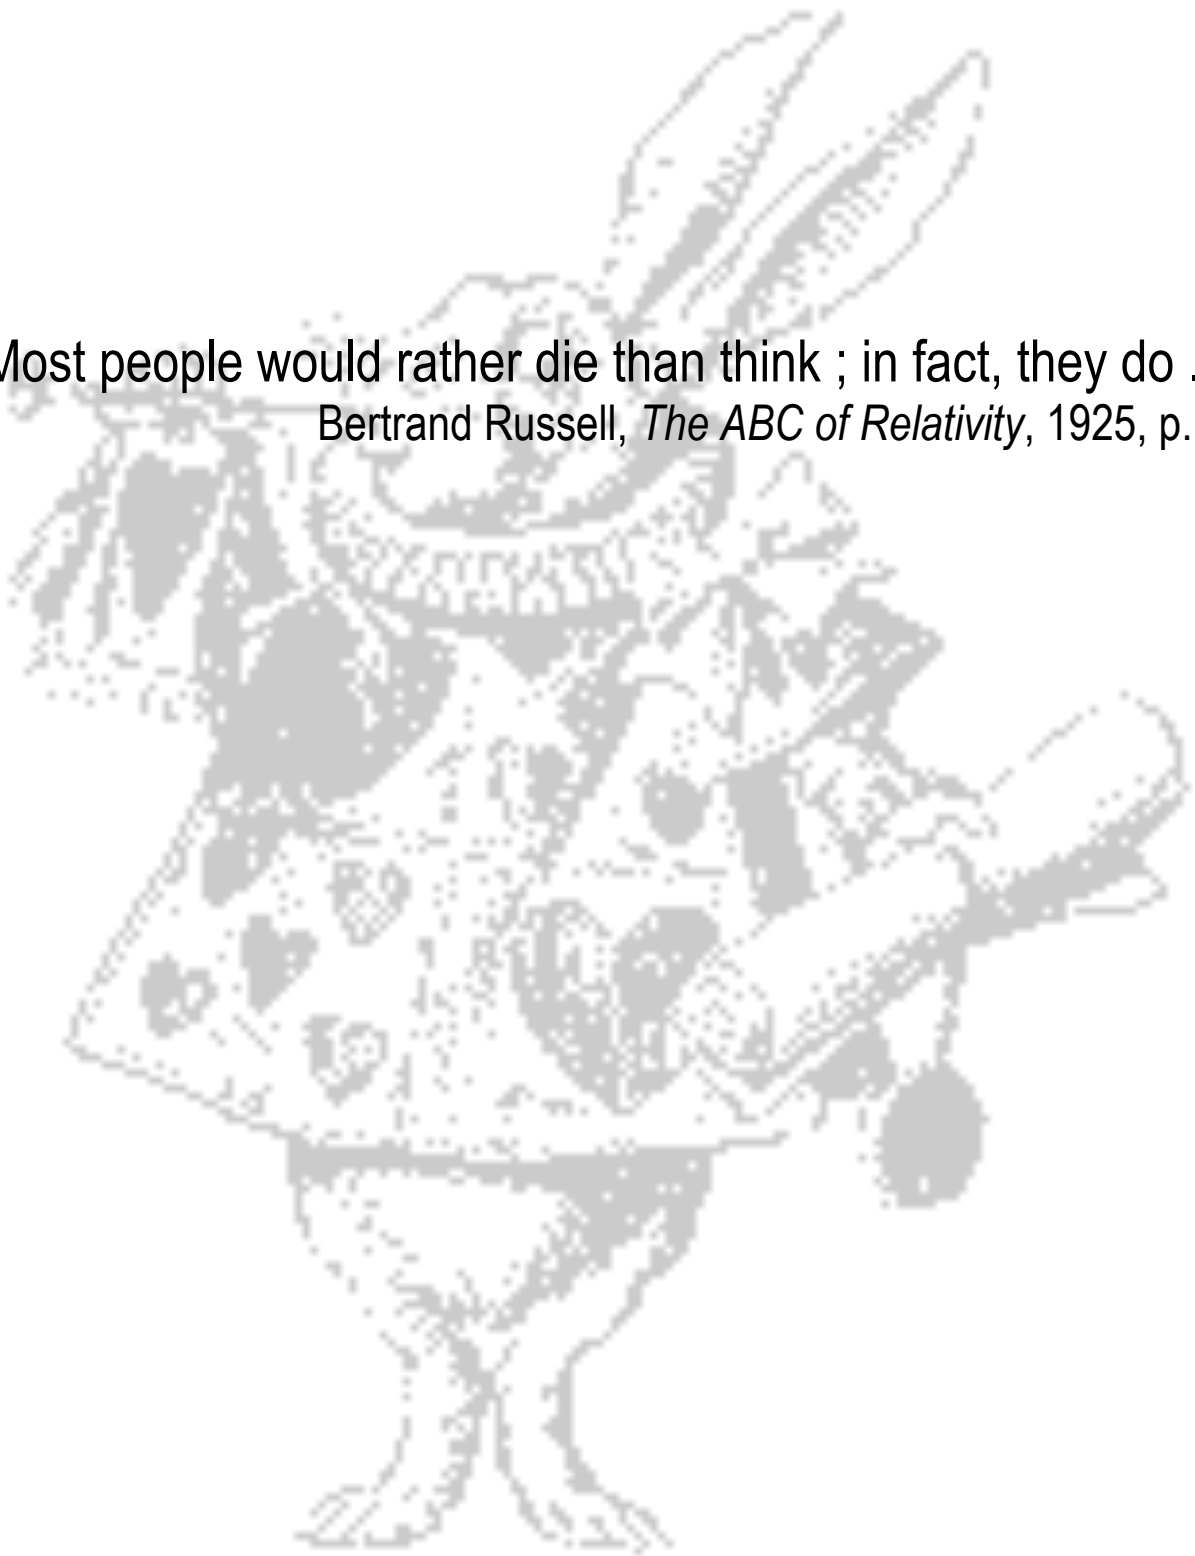 Most people would rather die than think ; in fact, they do .
Bertrand Russell, The ABC of Relativity, 1925, p.